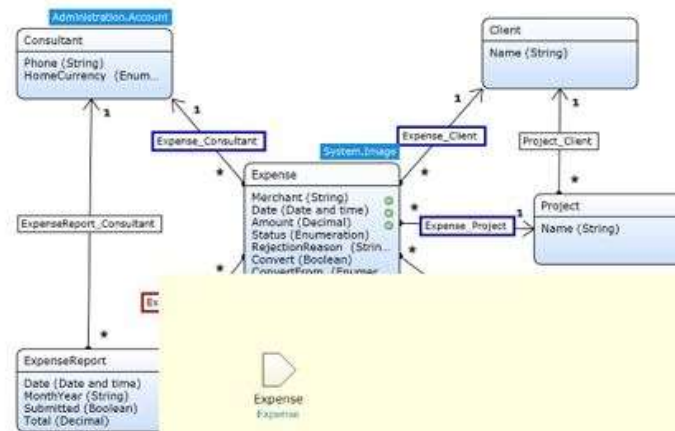 Administration.Account
Consultant
Phone (String)
HomeCurrency (Enum...
Client
Name (String)
1
1
1
1
Expense_Consultant
Expense_Client
Project_Client
System.Image
*
*
*
Expense
Merchant (String)
Date (Date and time)
Amount (Decimal)
Status (Enumeration)
RejectionReason (Strin...
Convert (Boolean)
ConvertFrom (Enumer
*
Expense_Project
1
Project
Name (String)
ExpenseReport_Consultant
*
*
Ex
*
ExpenseReport
Date (Date and time)
MonthYear (String)
Submitted (Boolean)
Total (Decimal)
Expense
Expense